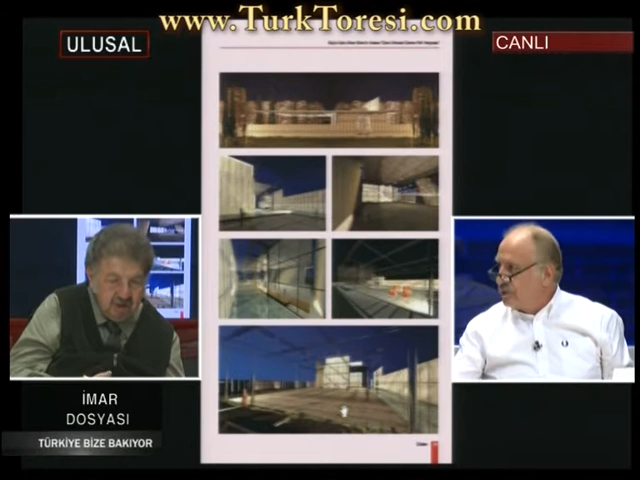 www.TurkToresi.com
ULUSAL
CANLI
İMAR
DOSYASI
TÜRKİYE BİZE BAKIYOR